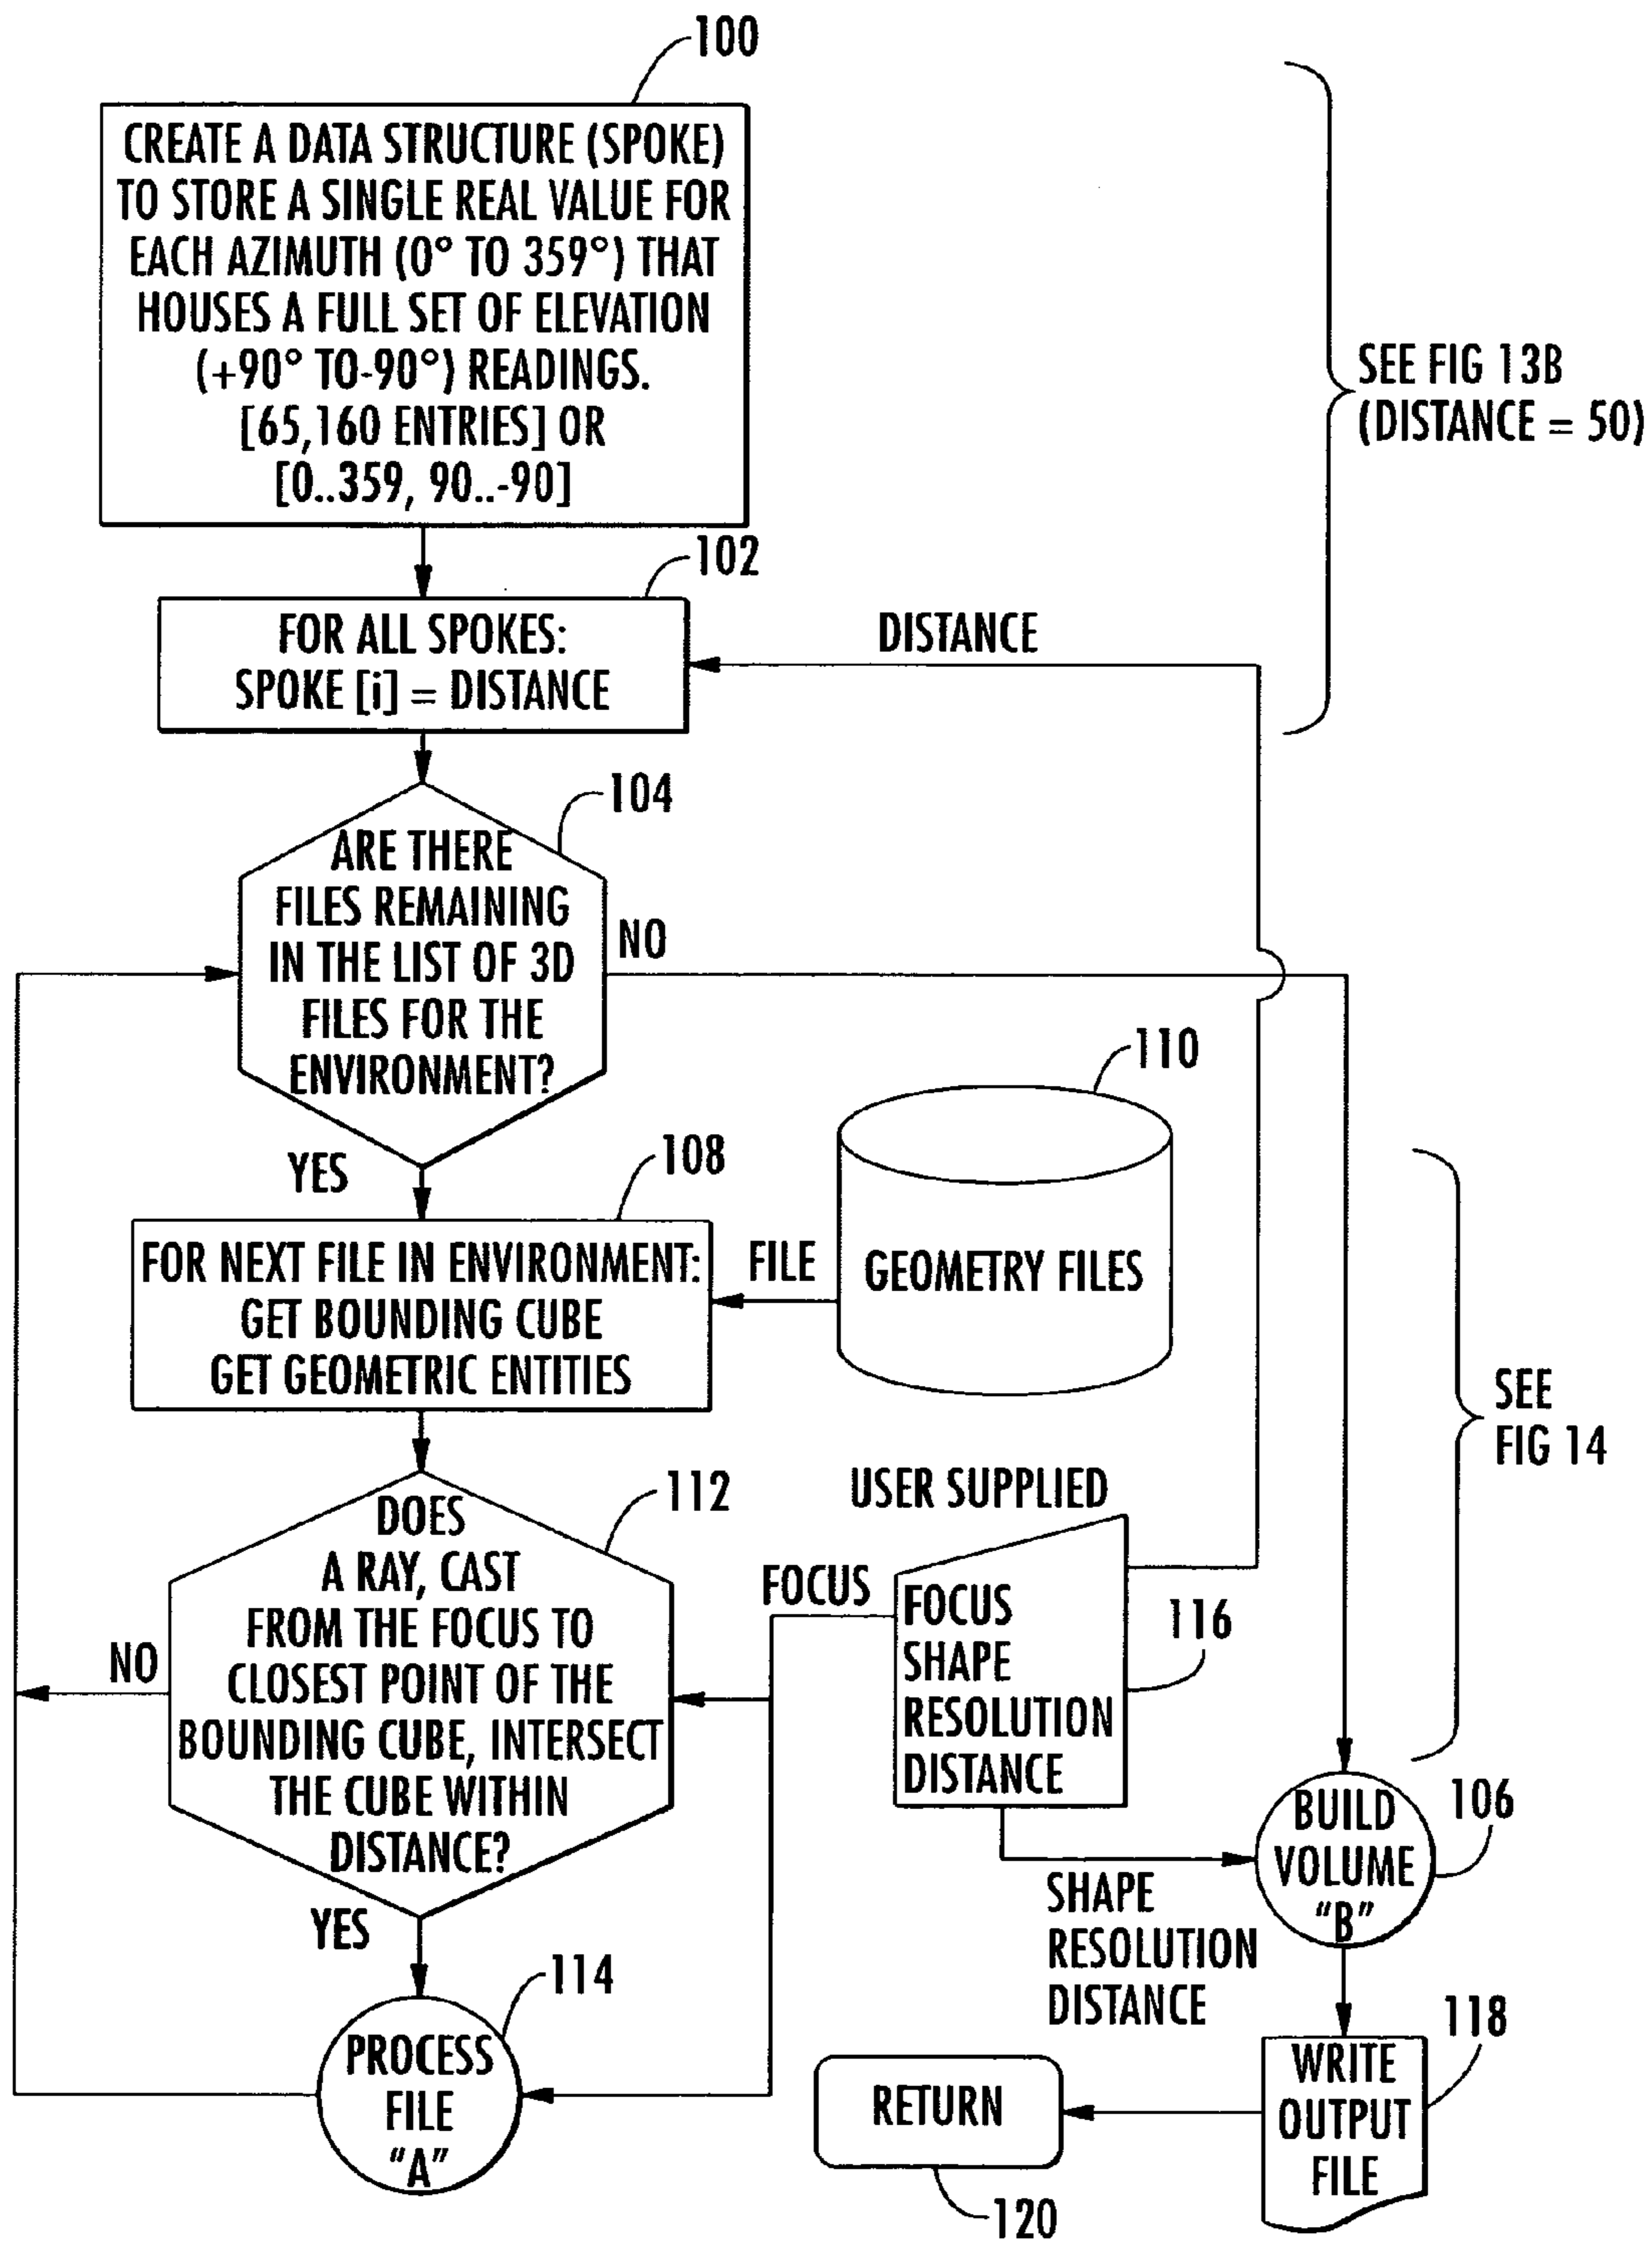 100
CREATE A DATA STRUCTURE (SPOKE)
TO STORE A SINGLE REAL VALUE FOR
EACH AZIMUTH (0° TO 359°) THAT
HOUSES A FULL SET OF ELEVATION
(+90° TO-90°) READINGS.
[65,160 ENTRIES] OR
[0..359, 90..-90]
SEE FIG 13B
(DISTANCE = 50)
102
FOR ALL SPOKES:
SPOKE [i] = DISTANCE
DISTANCE
104
ARE THERE
FILES REMAINING
IN THE LIST OF 3D
FILES FOR THE
ENVIRONMENT?
NO
YES
108
FOR NEXT FILE IN ENVIRONMENT:
GET BOUNDING CUBE
GET GEOMETRIC ENTITIES
FILE
110
GEOMETRY FILES
SEE
FIG 14
112
DOES
A RAY, CAST
FROM THE FOCUS TO
CLOSEST POINT OF THE
BOUNDING CUBE, INTERSECT
THE CUBE WITHIN
DISTANCE?
NO
YES
USER SUPPLIED
FOCUS
FOCUS
SHAPE
RESOLUTION
DISTANCE
116
SHAPE
RESOLUTION
DISTANCE
BUILD
VOLUME
“B”
106
114
PROCESS
FILE
“A”
118
WRITE
OUTPUT
FILE
RETURN
120